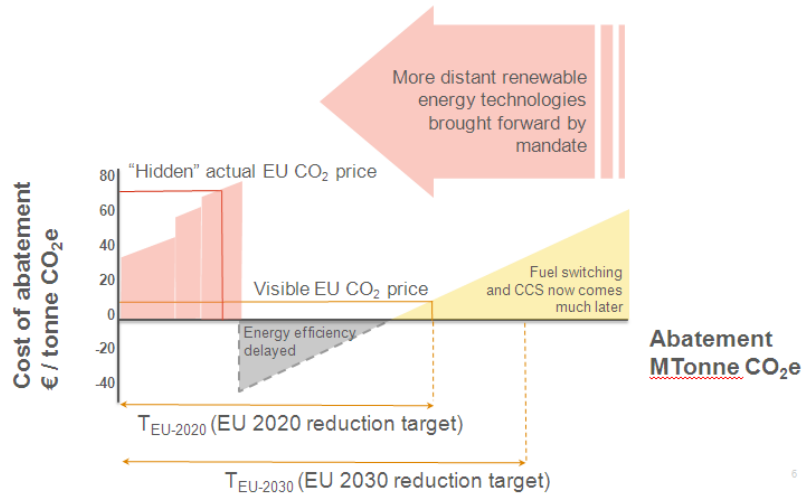 More distant renewable
energy technologies
brought forward by
mandate
“Hidden” actual EU CO₂ price
80
60
40
20
0
-20
-40
Cost of abatement
€ / tonne CO₂e
Visible EU CO₂ price
Fuel switching
and CCS now comes
much later
Energy efficiency
delayed
Abatement
MTonne CO₂e
T_EU-2020 (EU 2020 reduction target)
T_EU-2030 (EU 2030 reduction target)
6